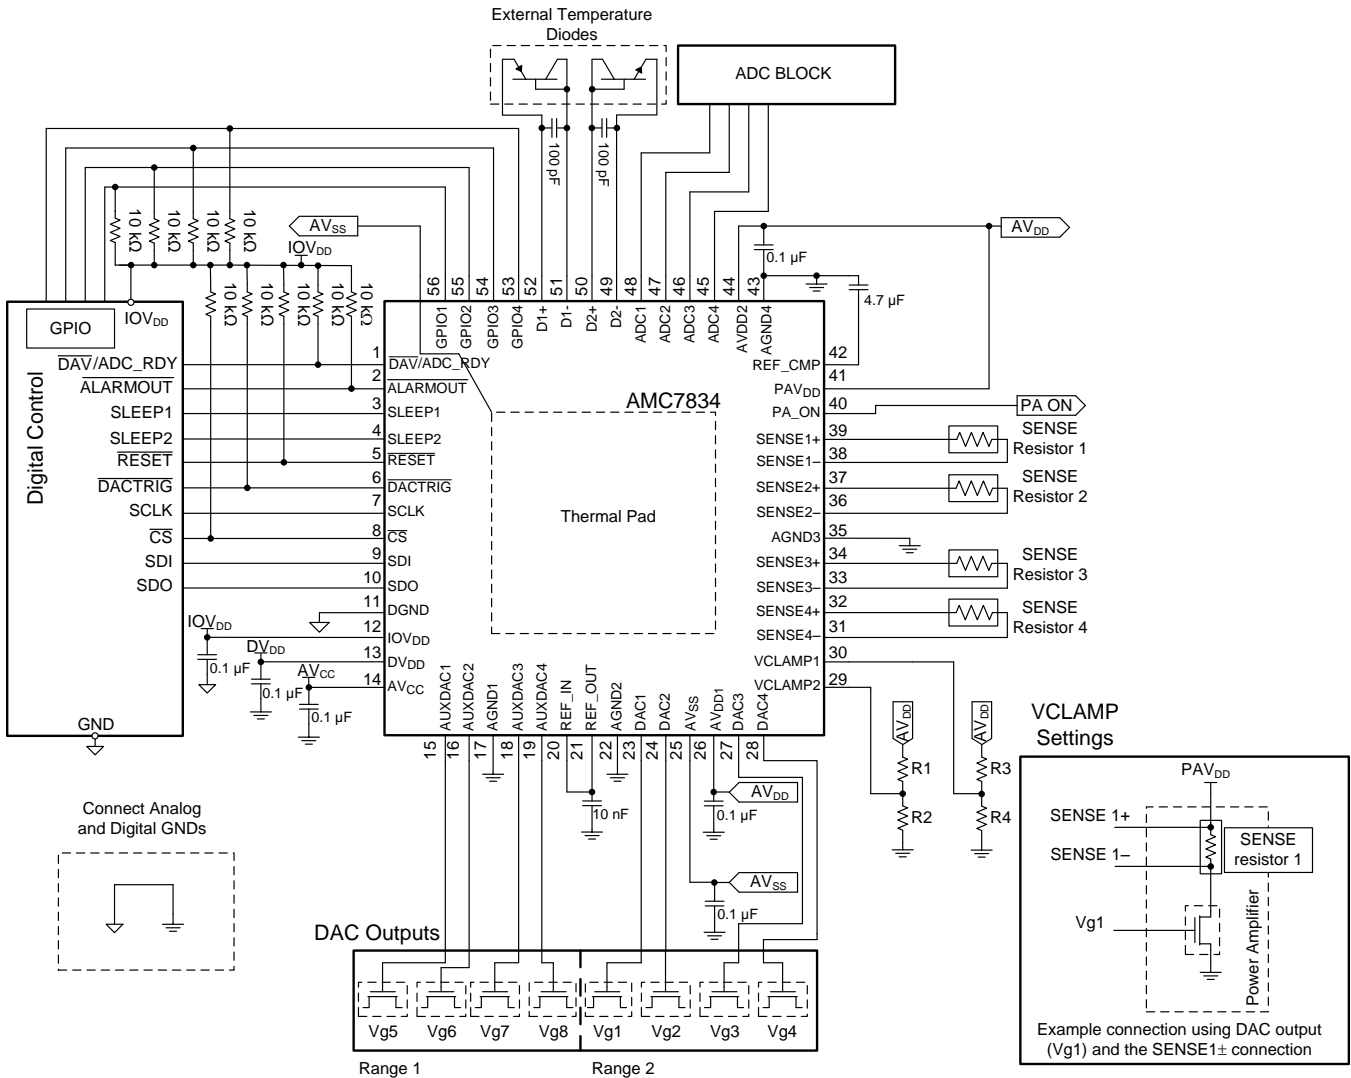 External Temperature
Diodes
ADC BLOCK
100 pF
100 pF
10 kΩ
10 kΩ
10 kΩ
10 kΩ
AVSS
IOVDD
AVDD
0.1 µF
4.7 µF
10 kΩ
10 kΩ
10 kΩ
10 kΩ
10 kΩ
56
55
54
53
52
51
50
49
48
47
46
45
44
43
GPIO1
GPIO2
GPIO3
GPIO4
D1+
D1-
D2+
D2-
ADC1
ADC2
ADC3
ADC4
AVDD2
AGND4
Digital Control
GPIO
IOVDD
DAV/ADC_RDY
ALARMOUT
SLEEP1
SLEEP2
RESET
DACTRIG
SCLK
CS
SDI
SDO
GND
1
DAV/ADC_RDY
2
ALARMOUT
3
SLEEP1
4
SLEEP2
5
RESET
6
DACTRIG
7
SCLK
8
CS
9
SDI
10
SDO
11
DGND
12
IOVDD
13
DVDD
14
AVCC
IOVDD
0.1 µF
DVDD
0.1 µF
AVCC
0.1 µF
AMC7834
Thermal Pad
42
REF_CMP
41
PAVDD
40
PA_ON
PA ON
39
SENSE1+
38
SENSE1–
SENSE
Resistor 1
37
SENSE2+
36
SENSE2–
SENSE
Resistor 2
35
AGND3
34
SENSE3+
33
SENSE3–
SENSE
Resistor 3
32
SENSE4+
31
SENSE4–
SENSE
Resistor 4
30
VCLAMP1
29
VCLAMP2
AUXDAC1
AUXDAC2
AGND1
AUXDAC3
AUXDAC4
REF_IN
REF_OUT
AGND2
DAC1
DAC2
AVSS
AVDD1
DAC3
DAC4
15
16
17
18
19
20
21
22
23
24
25
26
27
28
10 nF
AVDD
0.1 µF
AVSS
0.1 µF
AVDD
R1
R2
AVDD
R3
R4
Connect Analog
and Digital GNDs
DAC Outputs
Vg5
Vg6
Vg7
Vg8
Vg1
Vg2
Vg3
Vg4
Range 1
Range 2
VCLAMP
Settings
PAVDD
SENSE 1+
SENSE 1–
SENSE
resistor 1
Vg1
Power Amplifier
Example connection using DAC output
(Vg1) and the SENSE1± connection